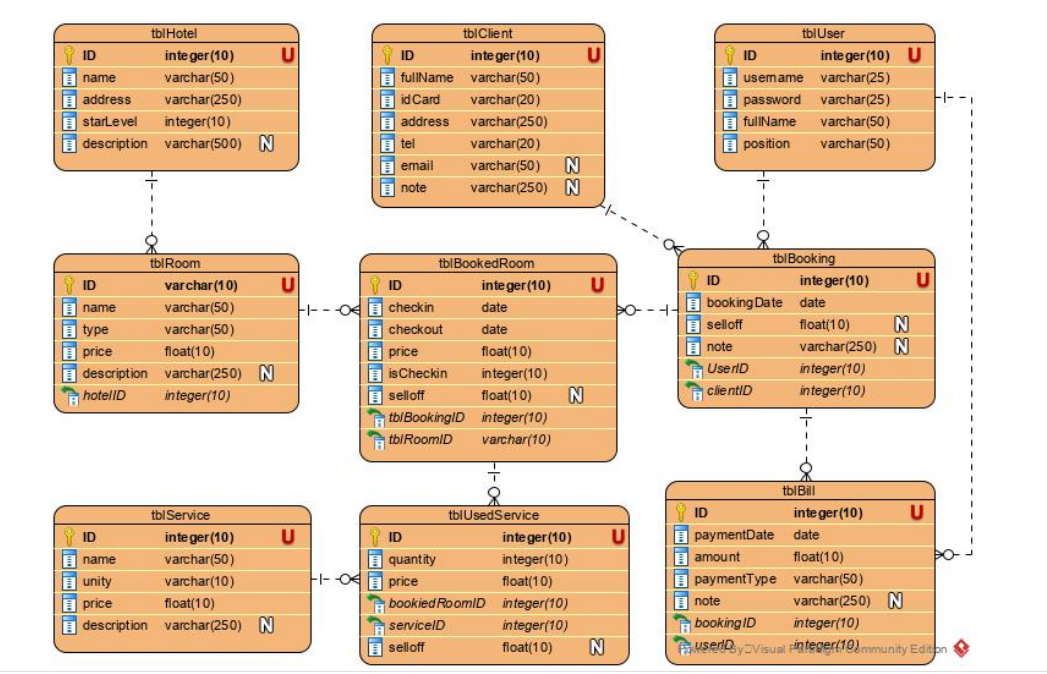 tblHotel
ID integer(10) U
name varchar(50)
address varchar(250)
starLevel integer(10)
description varchar(500) N
tblClient
ID integer(10) U
fullName varchar(50)
idCard varchar(20)
address varchar(250)
tel varchar(20)
email varchar(50) N
note varchar(250) N
tblUser
ID integer(10) U
username varchar(25)
password varchar(25)
fullName varchar(50)
position varchar(50)
tblRoom
ID varchar(10) U
name varchar(50)
type varchar(50)
price float(10)
description varchar(250) N
hotelID integer(10)
tblBookedRoom
ID integer(10) U
checkin date
checkout date
price float(10)
isCheckin integer(10)
selloff float(10) N
tblBookingID integer(10)
tblRoomID varchar(10)
tblBooking
ID integer(10) U
bookingDate date
selloff float(10) N
note varchar(250) N
UserID integer(10)
clientID integer(10)
tblService
ID integer(10) U
name varchar(50)
unity varchar(10)
price float(10)
description varchar(250) N
tblUsedService
ID integer(10) U
quantity integer(10)
price float(10)
bookiedRoomID integer(10)
serviceID integer(10)
selloff float(10) N
tblBill
ID integer(10) U
paymentDate date
amount float(10)
paymentType varchar(50)
note varchar(250) N
bookingID integer(10)
userID integer(10)
Powered By Visual Paradigm Community Edition